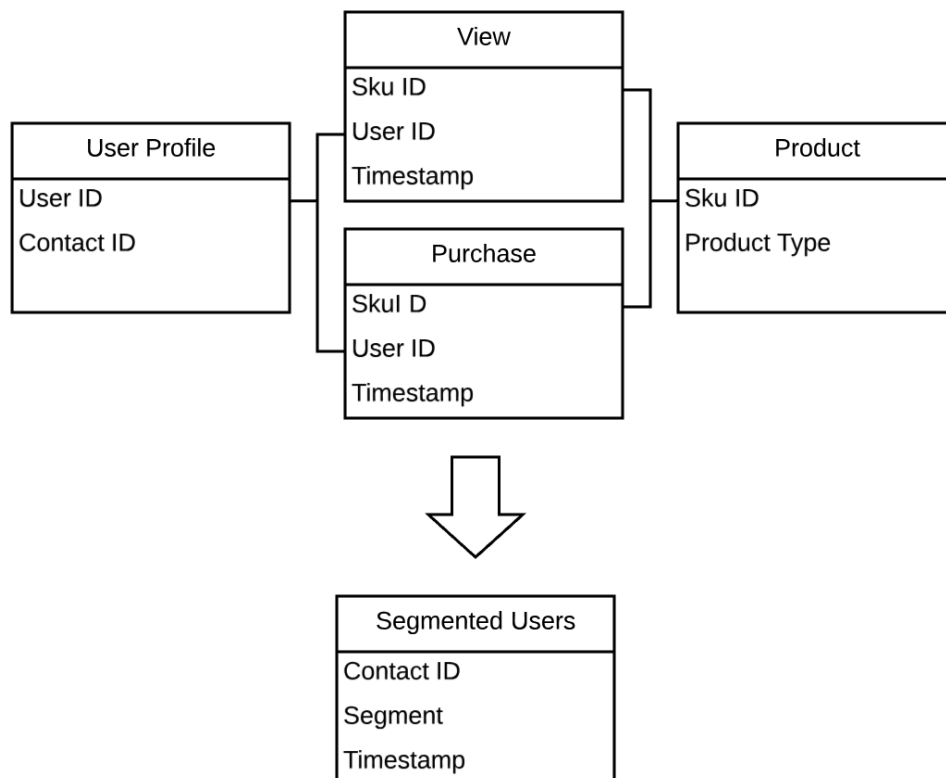 View
Sku ID
User ID
Timestamp
User Profile
User ID
Contact ID
Product
Sku ID
Product Type
Purchase
SkuI D
User ID
Timestamp
Segmented Users
Contact ID
Segment
Timestamp